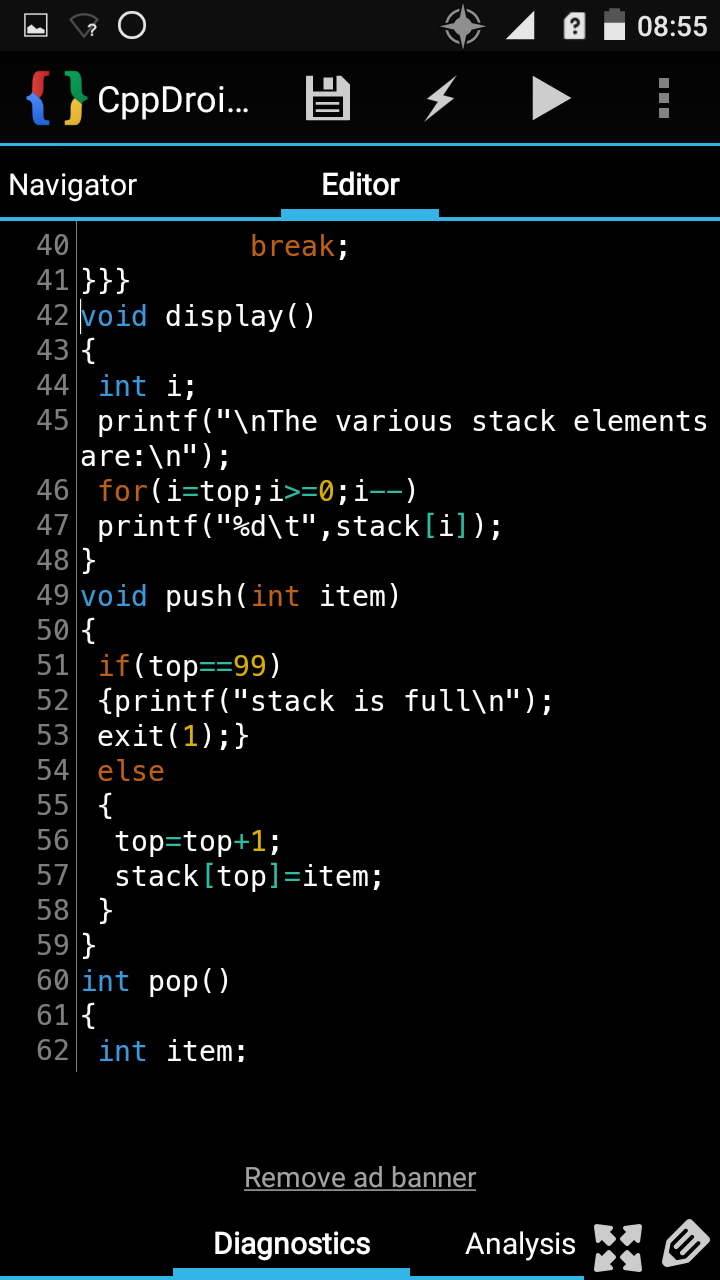 08:55
CppDroi...
Navigator Editor
40 break;
41 }}}
42 void display()
43 {
44 int i;
45 printf("\nThe various stack elements
are:\n");
46 for(i=top;i>=0;i--)
47 printf("%d\t",stack[i]);
48 }
49 void push(int item)
50 {
51 if(top==99)
52 {printf("stack is full\n");
53 exit(1);}
54 else
55 {
56 top=top+1;
57 stack[top]=item;
58 }
59 }
60 int pop()
61 {
62 int item;
Remove ad banner
Diagnostics Analysis